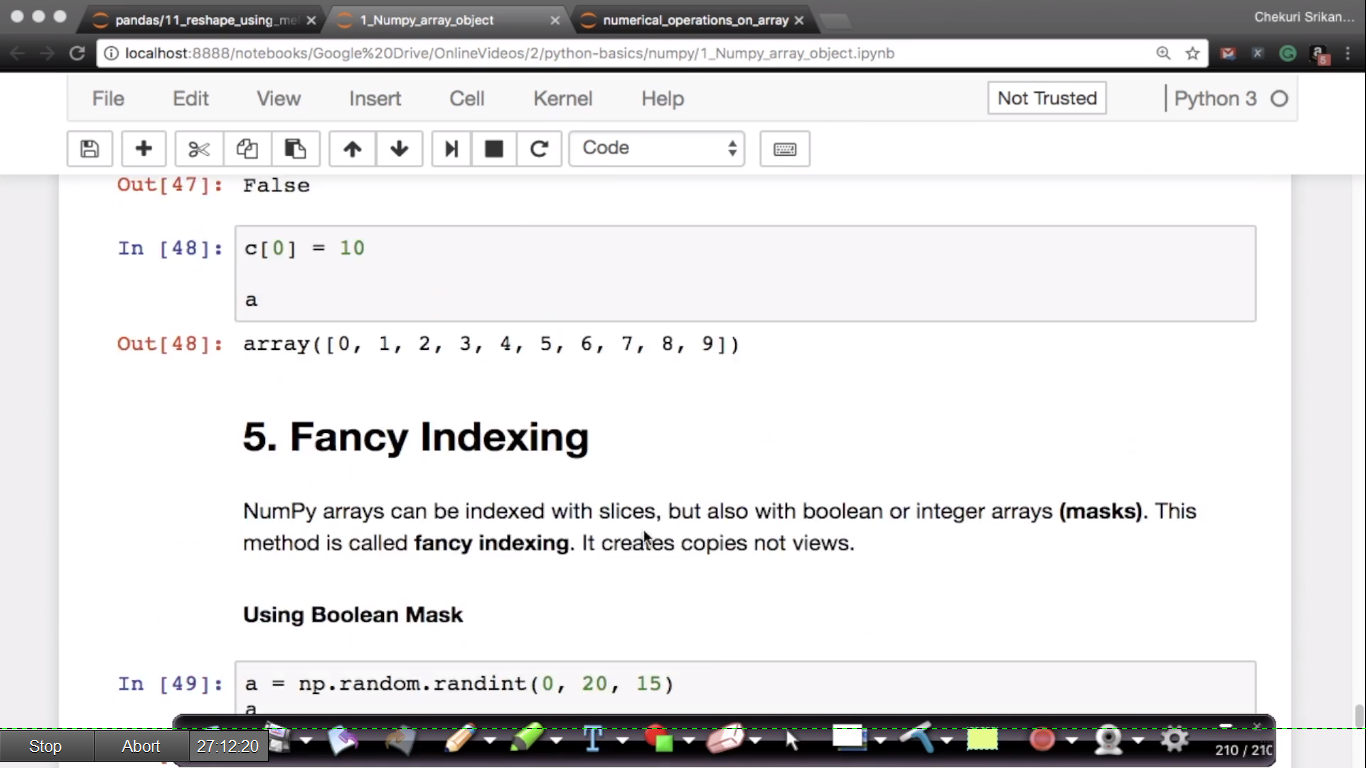 pandas/11_reshape_using_me
1_Numpy_array_object
numerical_operations_on_array
Chekuri Srikan...
localhost:8888/notebooks/Google%20Drive/OnlineVideos/2/python-basics/numpy/1_Numpy_array_object.ipynb
File Edit View Insert Cell Kernel Help Not Trusted Python 3
Code
Out[47]: False
In [48]: c[0] = 10
a
Out[48]: array([0, 1, 2, 3, 4, 5, 6, 7, 8, 9])
5. Fancy Indexing
NumPy arrays can be indexed with slices, but also with boolean or integer arrays (masks). This
method is called fancy indexing. It creates copies not views.
Using Boolean Mask
In [49]: a = np.random.randint(0, 20, 15)
a
Stop Abort 27:12:20
210 / 210